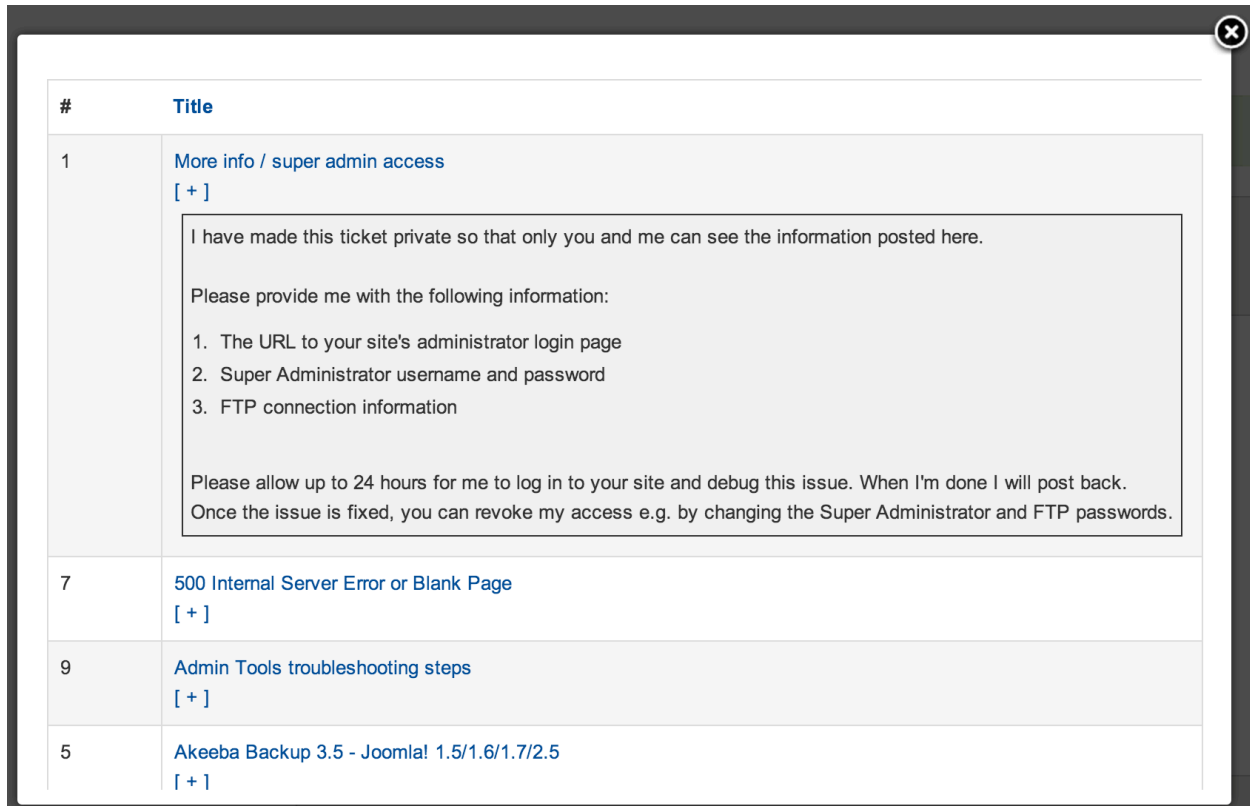 # Title
1 More info / super admin access
[ + ]
I have made this ticket private so that only you and me can see the information posted here.
Please provide me with the following information:
1. The URL to your site's administrator login page
2. Super Administrator username and password
3. FTP connection information
Please allow up to 24 hours for me to log in to your site and debug this issue. When I'm done I will post back.
Once the issue is fixed, you can revoke my access e.g. by changing the Super Administrator and FTP passwords.
7 500 Internal Server Error or Blank Page
[ + ]
9 Admin Tools troubleshooting steps
[ + ]
5 Akeeba Backup 3.5 - Joomla! 1.5/1.6/1.7/2.5
[ + ]